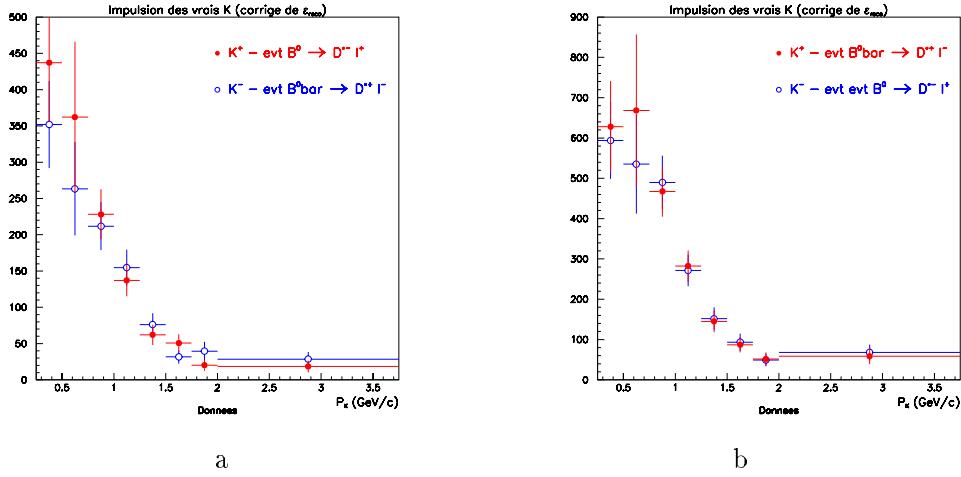 Impulsion des vrais K (corrige de εreco)
500
450
400
350
300
250
200
150
100
50
0
K⁺ – evt B⁰ → D*⁻ l⁺
K⁻ – evt B⁰bar → D*⁺ l⁻
0.5 1 1.5 2 2.5 3 3.5
P_K (GeV/c)
Donnees
a
Impulsion des vrais K (corrige de εreco)
900
800
700
600
500
400
300
200
100
0
K⁺ – evt B⁰bar → D*⁺ l⁻
K⁻ – evt evt B⁰ → D*⁻ l⁺
0.5 1 1.5 2 2.5 3 3.5
P_K (GeV/c)
Donnees
b